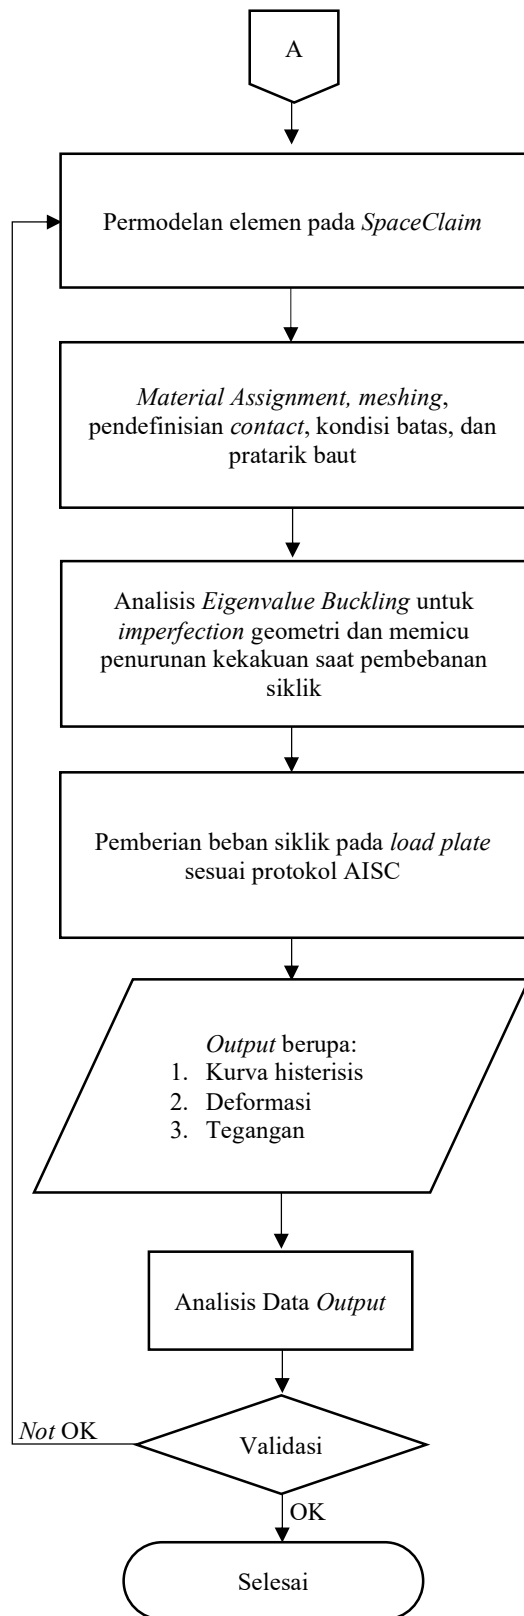 A
Permodelan elemen pada SpaceClaim
Material Assignment, meshing,
pendefinisian contact, kondisi batas, dan
pratarik baut
Analisis Eigenvalue Buckling untuk
imperfection geometri dan memicu
penurunan kekakuan saat pembebanan
siklik
Pemberian beban siklik pada load plate
sesuai protokol AISC
Output berupa:
1. Kurva histerisis
2. Deformasi
3. Tegangan
Analisis Data Output
Not OK
Validasi
OK
Selesai